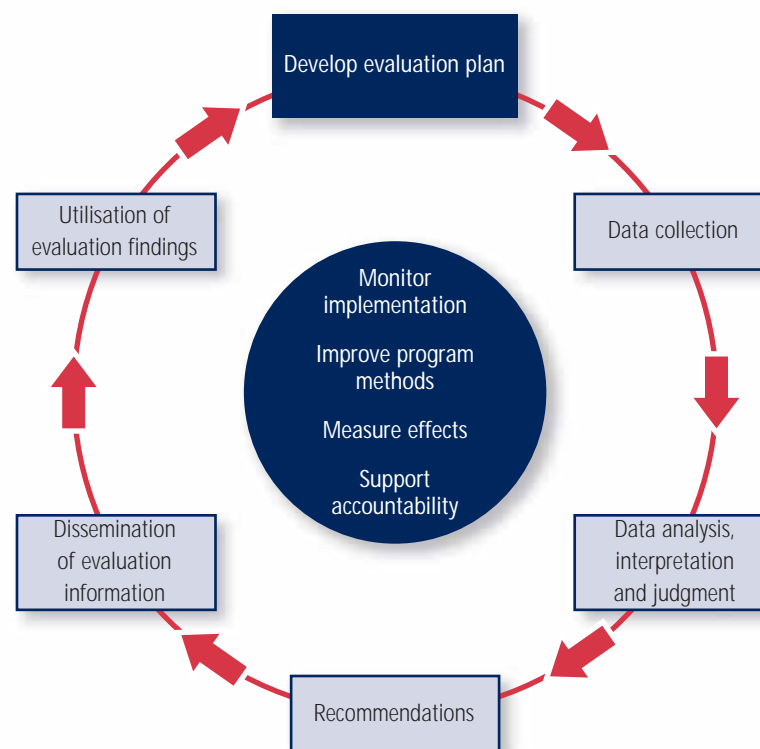 Develop evaluation plan
Utilisation of
evaluation findings
Data collection
Monitor
implementation
Improve program
methods
Measure effects
Support
accountability
Dissemination
of evaluation
information
Data analysis,
interpretation
and judgment
Recommendations